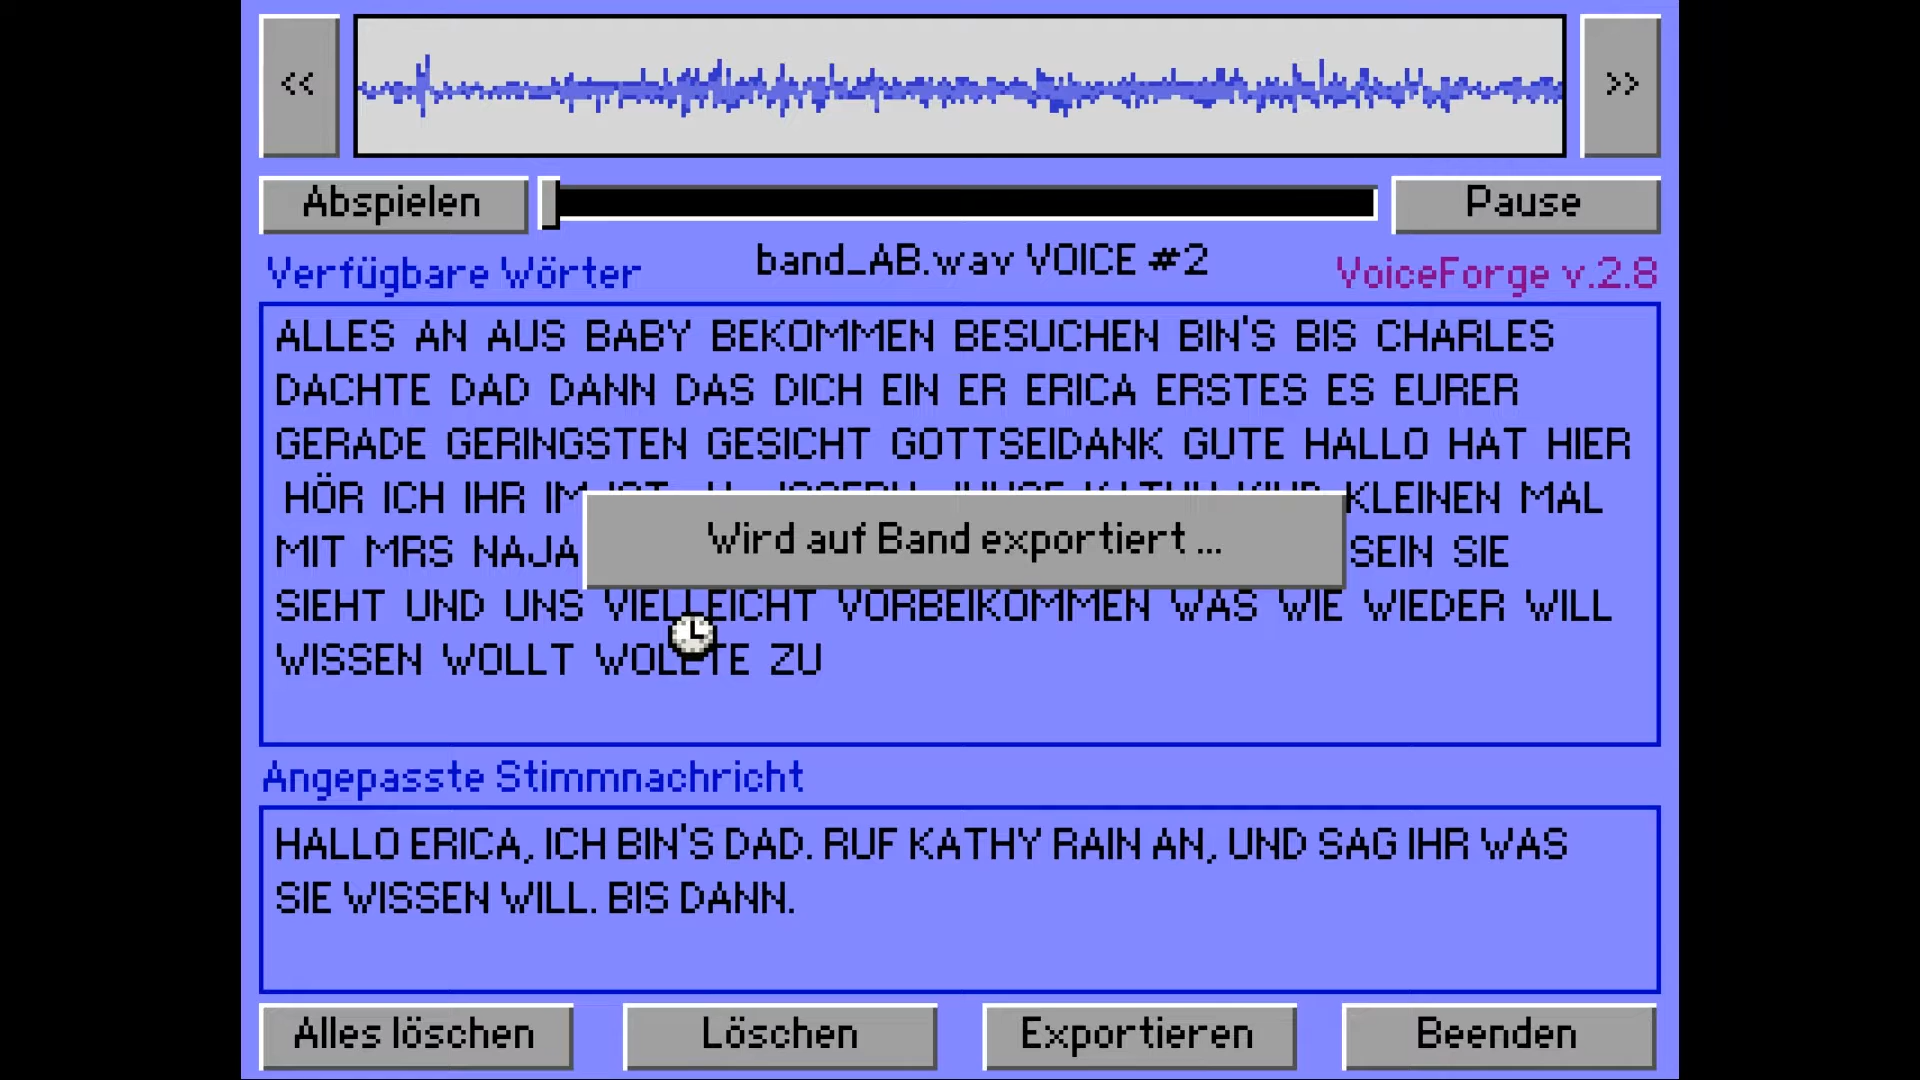 << >>
Abspielen Pause
band_AB.wav VOICE #2
Verfügbare Wörter VoiceForge v.2.8
ALLES AN AUS BABY BEKOMMEN BESUCHEN BIN'S BIS CHARLES
DACHTE DAD DANN DAS DICH EIN ER ERICA ERSTES ES EURER
GERADE GERINGSTEN GESICHT GOTTSEIDANK GUTE HALLO HAT HIER
HÖR ICH IHR KLEINEN MAL
MIT MRS SEIN SIE
Wird auf Band exportiert ...
SIEHT UND UNS VIELLEICHT VORBEIKOMMEN WAS WIE WIEDER WILL
WISSEN WOLLT WOLLTE ZU
Angepasste Stimmnachricht
HALLO ERICA, ICH BIN'S DAD. RUF KATHY RAIN AN, UND SAG IHR WAS
SIE WISSEN WILL. BIS DANN.
Alles löschen Löschen Exportieren Beenden